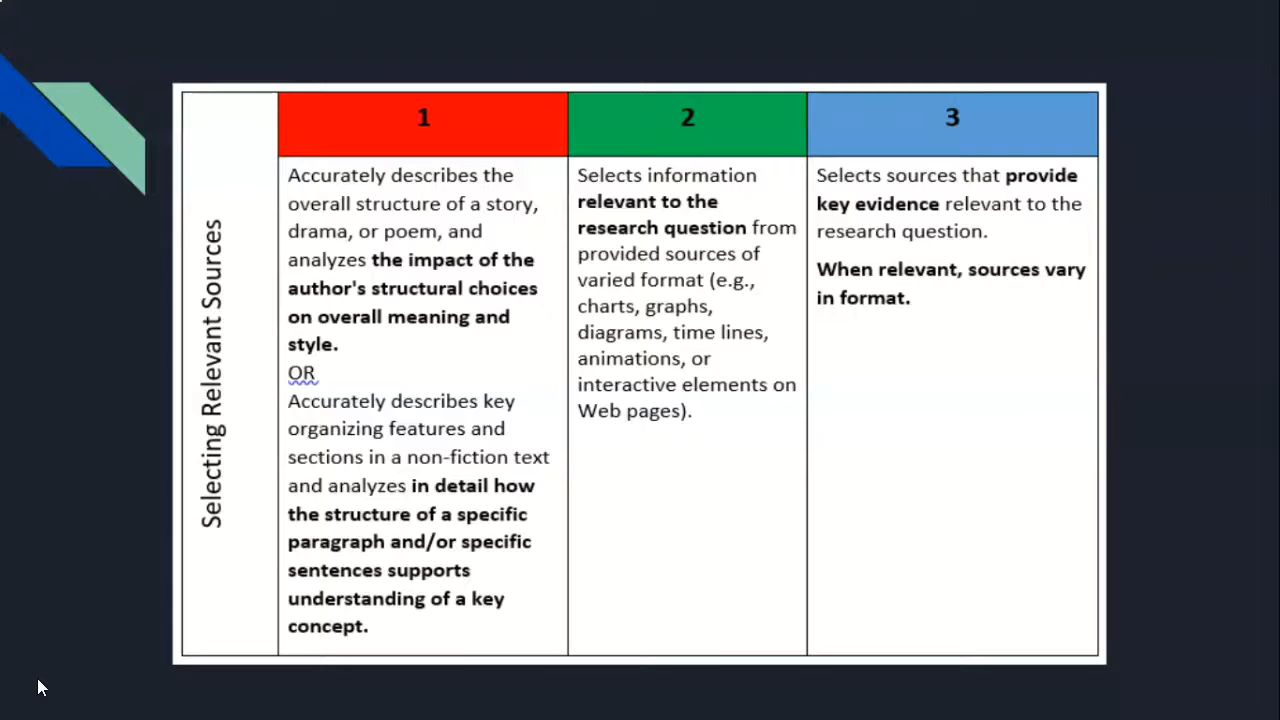 Selecting Relevant Sources
1
Accurately describes the
overall structure of a story,
drama, or poem, and
analyzes the impact of the
author's structural choices
on overall meaning and
style.
OR
Accurately describes key
organizing features and
sections in a non-fiction text
and analyzes in detail how
the structure of a specific
paragraph and/or specific
sentences supports
understanding of a key
concept.
2
Selects information
relevant to the
research question from
provided sources of
varied format (e.g.,
charts, graphs,
diagrams, time lines,
animations, or
interactive elements on
Web pages).
3
Selects sources that provide
key evidence relevant to the
research question.
When relevant, sources vary
in format.